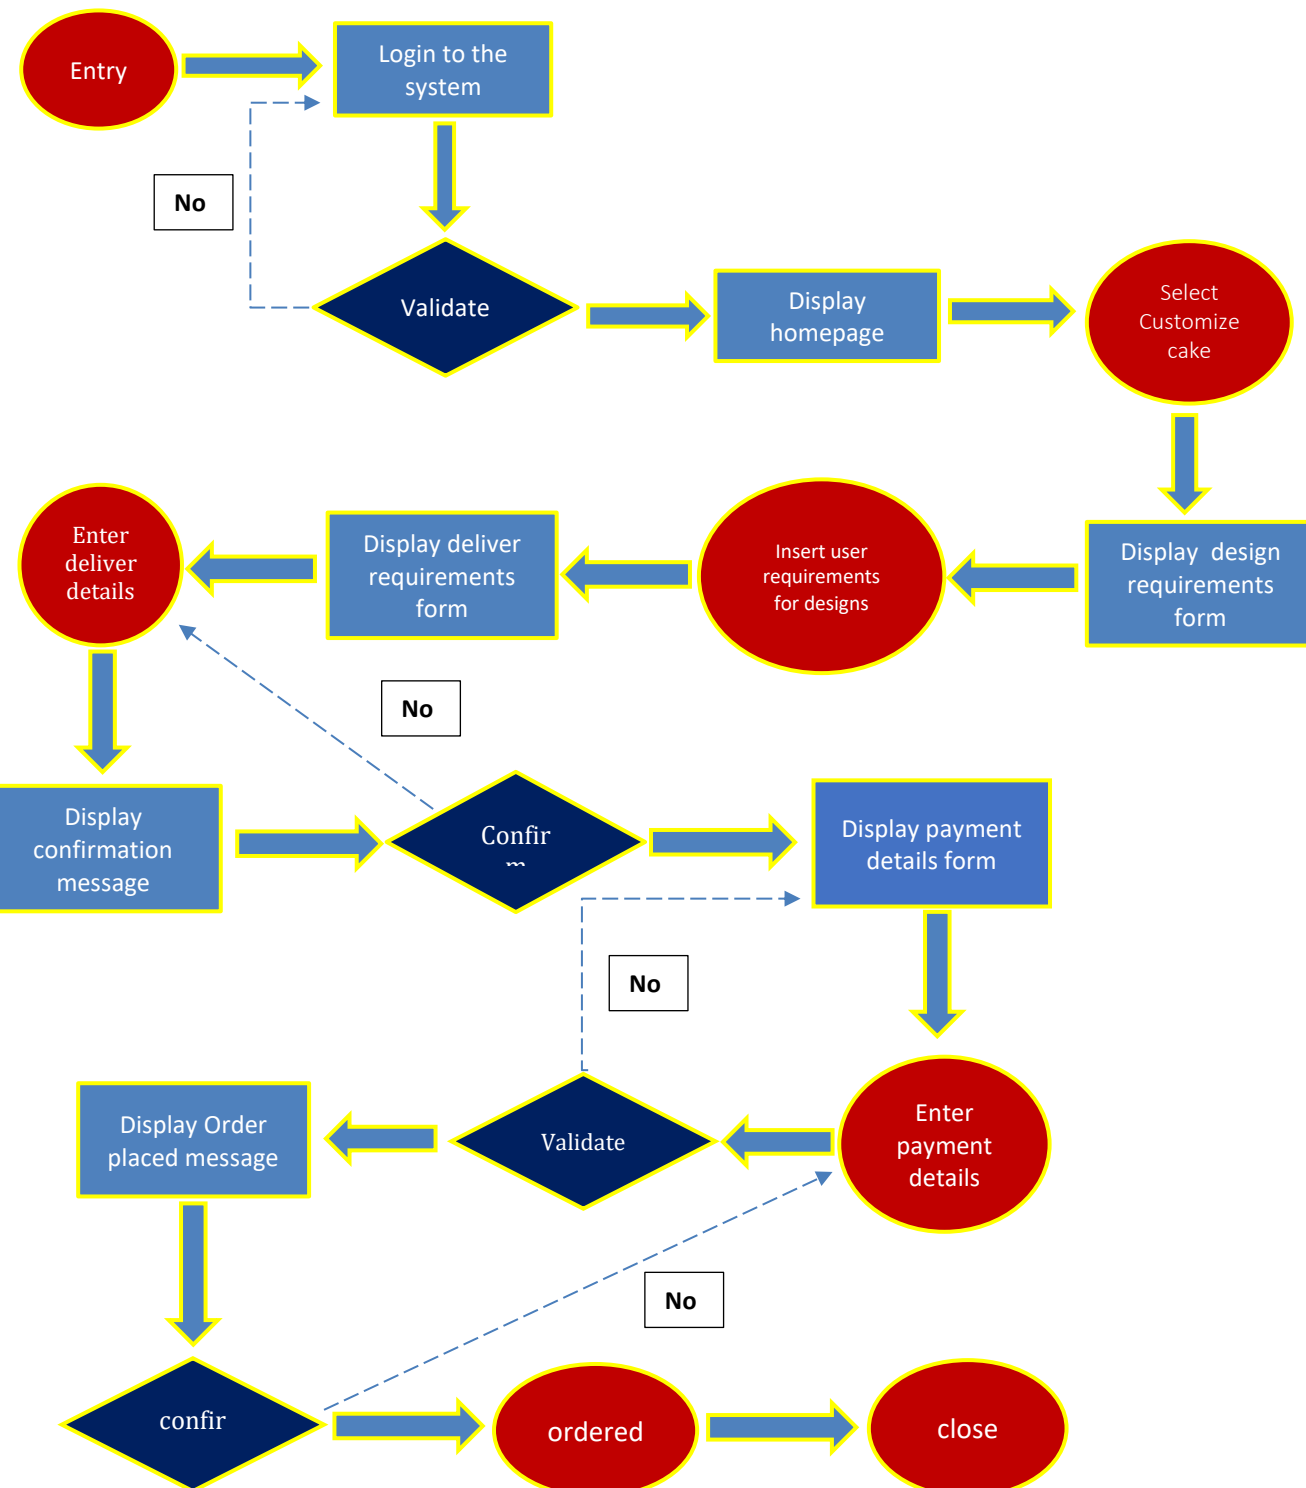 Entry
Login to the
system
No
Validate
Display
homepage
Select
Customize
cake
Enter
deliver
details
Display deliver
requirements
form
Insert user
requirements
for designs
Display  design
requirements
form
No
Display
confirmation
message
Confir
Display payment
details form
No
Display Order
placed message
Validate
Enter
payment
details
No
confir
ordered
close